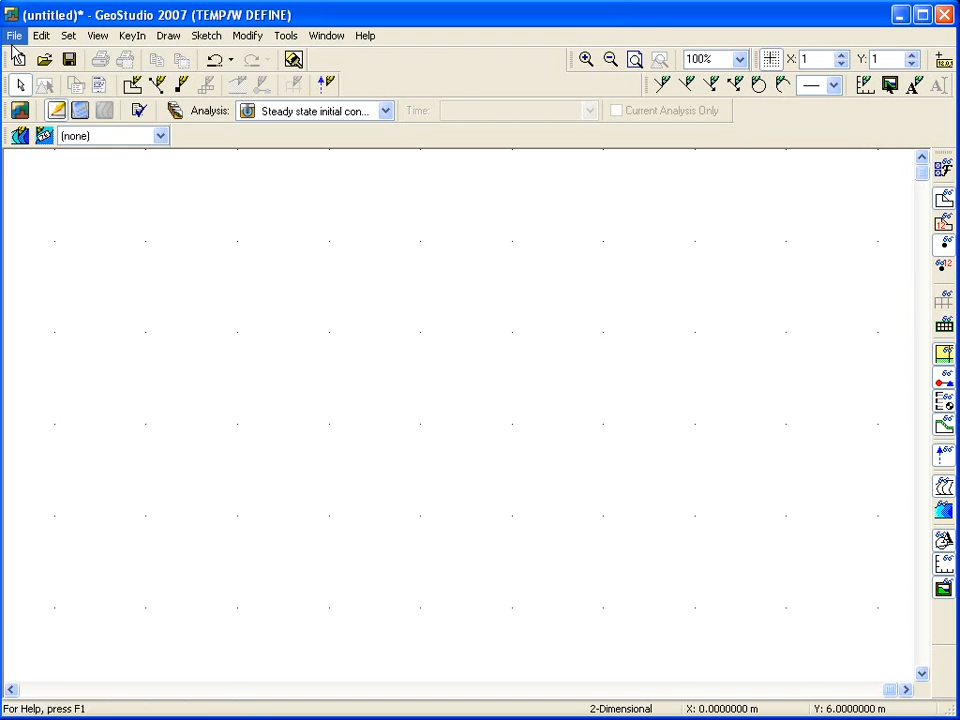 (untitled)* - GeoStudio 2007 (TEMP/W DEFINE)
File Edit Set View KeyIn Draw Sketch Modify Tools Window Help
100% X: 1 Y: 1
Analysis: Steady state initial con... Time: Current Analysis Only
(none)
For Help, press F1 2-Dimensional X: 0.0000000 m Y: 6.0000000 m